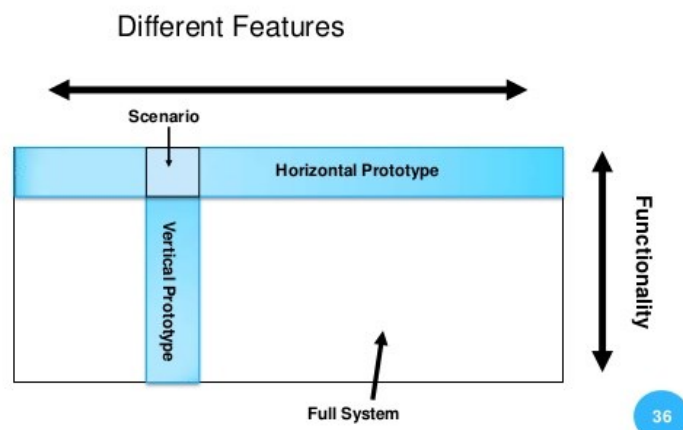 Different Features
Scenario
Horizontal Prototype
Vertical Prototype
Functionality
Full System
36